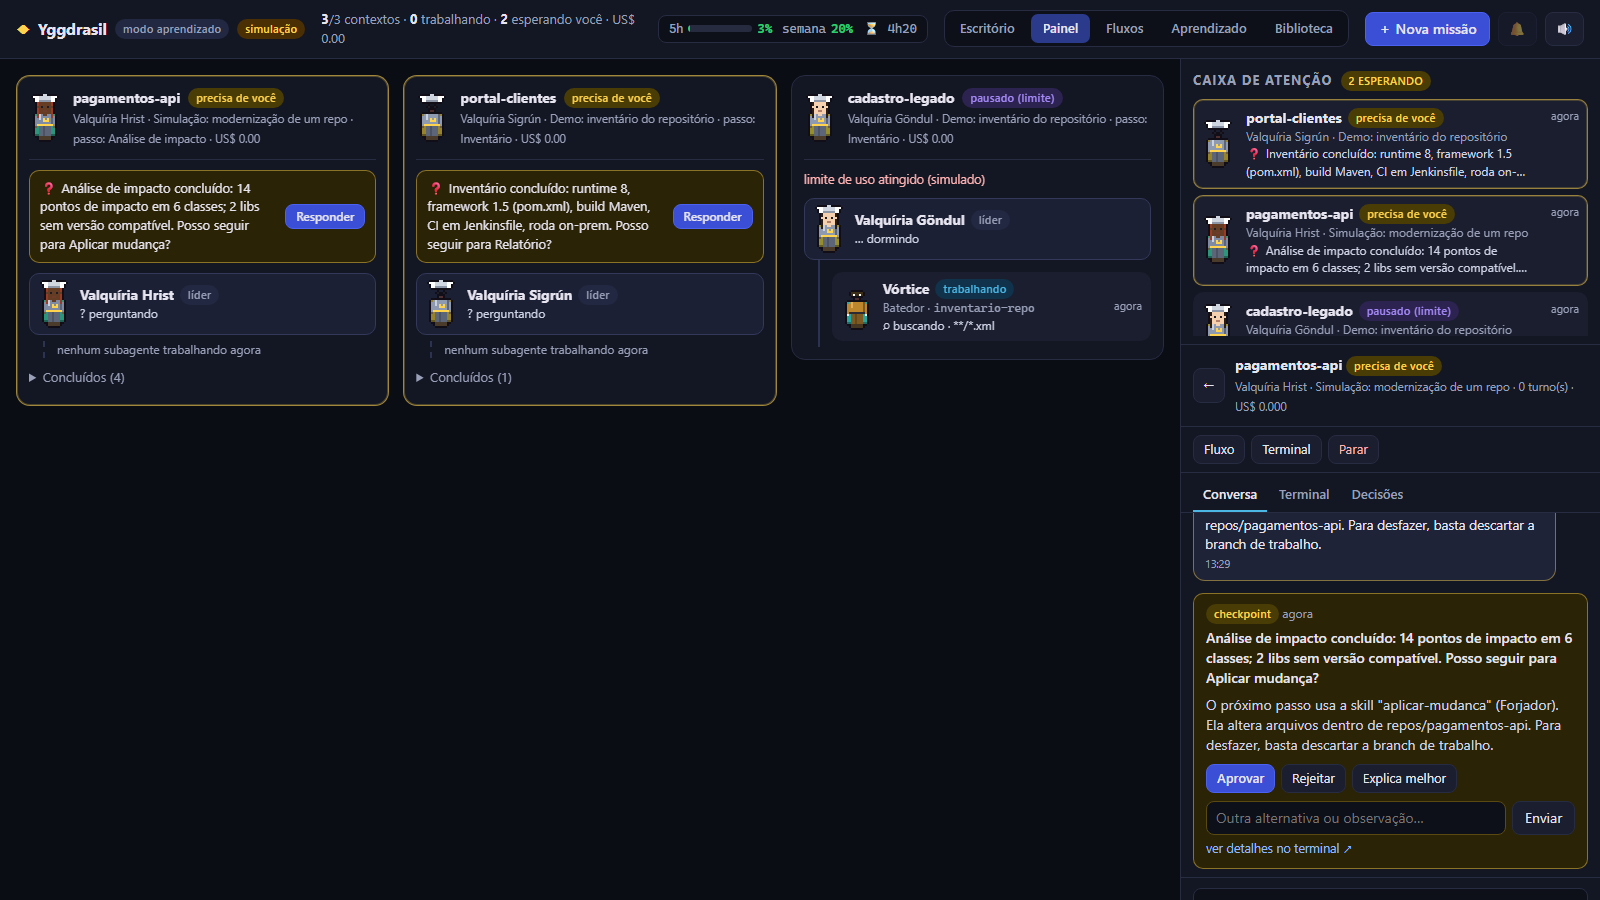 Yggdrasil modo aprendizado simulação
3/3 contextos · 0 trabalhando · 2 esperando você · US$
0.00
5h 3% semana 20% ⏳ 4h20
Escritório Painel Fluxos Aprendizado Biblioteca
+ Nova missão
pagamentos-api precisa de você
Valquíria Hrist · Simulação: modernização de um repo ·
passo: Análise de impacto · US$ 0.00
❓ Análise de impacto concluído: 14
pontos de impacto em 6 classes; 2 libs
sem versão compatível. Posso seguir
para Aplicar mudança?
Responder
Valquíria Hrist líder
? perguntando
nenhum subagente trabalhando agora
▶ Concluídos (4)
portal-clientes precisa de você
Valquíria Sigrún · Demo: inventário do repositório · passo:
Inventário · US$ 0.00
❓ Inventário concluído: runtime 8,
framework 1.5 (pom.xml), build Maven,
CI em Jenkinsfile, roda on-prem. Posso
seguir para Relatório?
Responder
Valquíria Sigrún líder
? perguntando
nenhum subagente trabalhando agora
▶ Concluídos (1)
cadastro-legado pausado (limite)
Valquíria Göndul · Demo: inventário do repositório · passo:
Inventário · US$ 0.00
limite de uso atingido (simulado)
Valquíria Göndul líder
... dormindo
Vórtice trabalhando
Batedor · inventario-repo
agora
⌕ buscando · **/*.xml
CAIXA DE ATENÇÃO 2 ESPERANDO
portal-clientes precisa de você agora
Valquíria Sigrún · Demo: inventário do repositório
❓ Inventário concluído: runtime 8, framework 1.5
(pom.xml), build Maven, CI em Jenkinsfile, roda on-...
pagamentos-api precisa de você agora
Valquíria Hrist · Simulação: modernização de um repo
❓ Análise de impacto concluído: 14 pontos de
impacto em 6 classes; 2 libs sem versão compatível....
cadastro-legado pausado (limite) agora
Valquíria Göndul · Demo: inventário do repositório
← pagamentos-api precisa de você
Valquíria Hrist · Simulação: modernização de um repo · 0 turno(s) ·
US$ 0.000
Fluxo Terminal Parar
Conversa Terminal Decisões
repos/pagamentos-api. Para desfazer, basta descartar a
branch de trabalho.
13:29
checkpoint agora
Análise de impacto concluído: 14 pontos de impacto em 6
classes; 2 libs sem versão compatível. Posso seguir para
Aplicar mudança?
O próximo passo usa a skill "aplicar-mudanca" (Forjador).
Ela altera arquivos dentro de repos/pagamentos-api. Para
desfazer, basta descartar a branch de trabalho.
Aprovar Rejeitar Explica melhor
Outra alternativa ou observação... Enviar
ver detalhes no terminal ↗